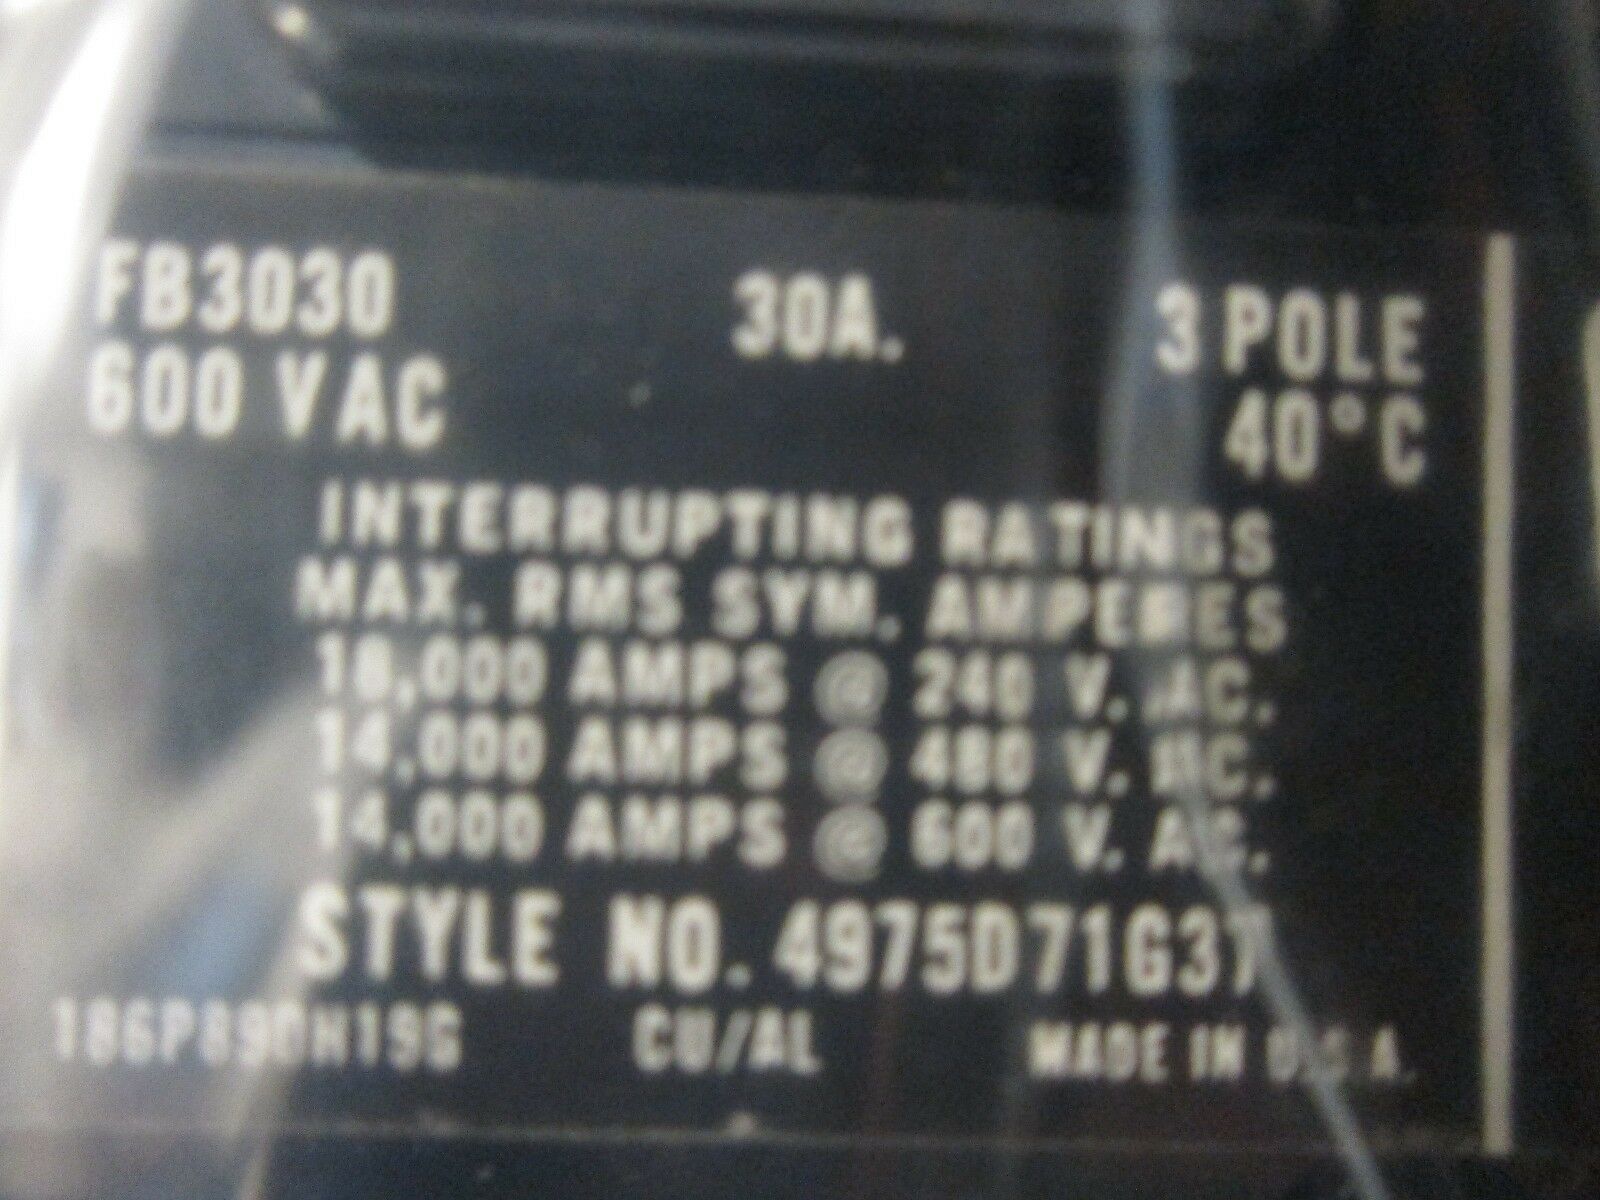 FB3030 30A. 3 POLE
600 VAC 40°C
INTERRUPTING RATINGS
MAX. RMS SYM. AMPERES
18,000 AMPS @ 240 V. AC.
14,000 AMPS @ 480 V. AC.
14,000 AMPS @ 600 V. AC.
STYLE NO. 4975D71G37
CU/AL MADE IN U.S.A.